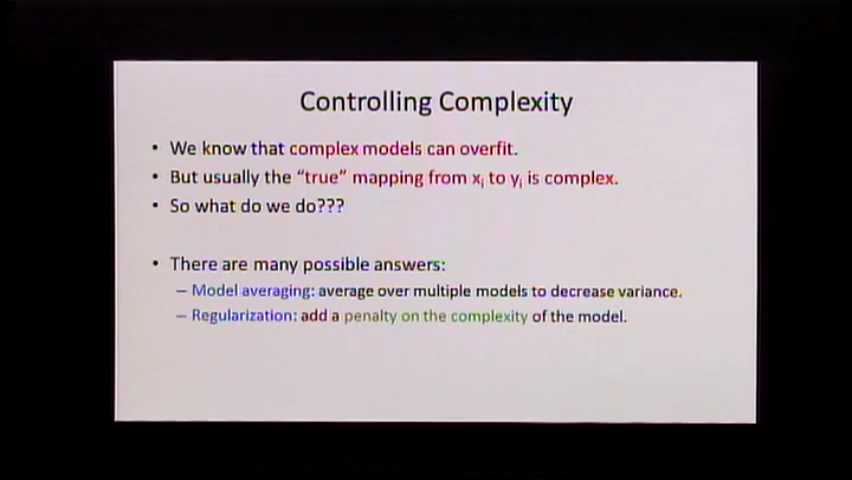 Controlling Complexity
• We know that complex models can overfit.
• But usually the “true” mapping from xᵢ to yᵢ is complex.
• So what do we do???
• There are many possible answers:
– Model averaging: average over multiple models to decrease variance.
– Regularization: add a penalty on the complexity of the model.